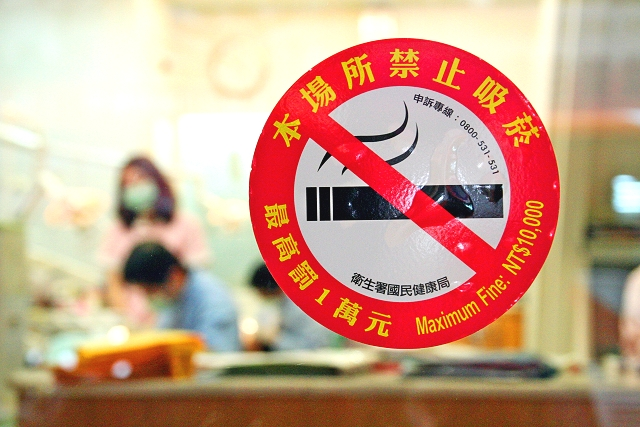 本場所禁止吸菸
申訴專線：0800-531-531
衛生署國民健康局
最高罰1萬元
Maximum Fine: NT$10,000